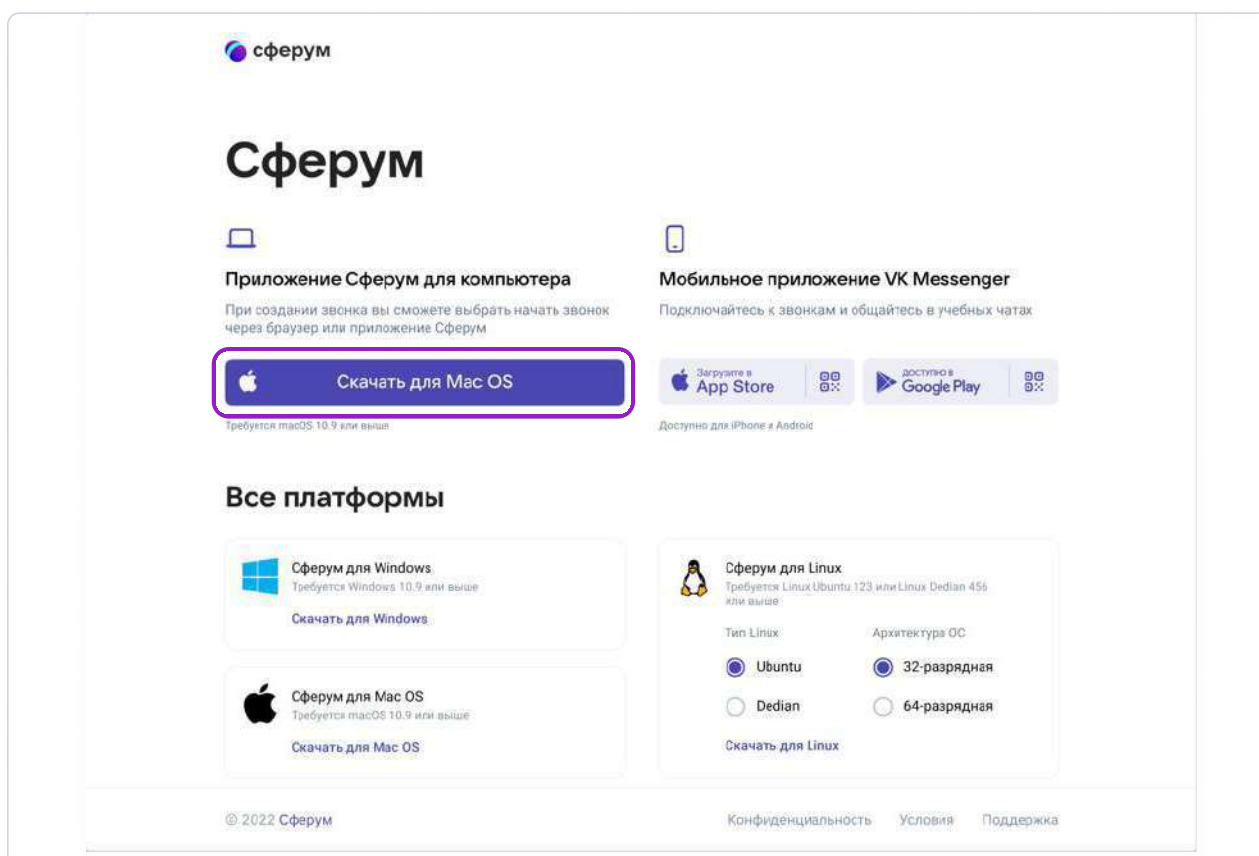 сферум
Сферум
Приложение Сферум для компьютера
При создании звонка вы сможете выбрать начать звонок
через браузер или приложение Сферум
Скачать для Mac OS
Требуется macOS 10.9 или выше
Мобильное приложение VK Messenger
Подключайтесь к звонкам и общайтесь в учебных чатах
Загрузите в
App Store
ДОСТУПНО В
Google Play
Доступно для iPhone и Android
Все платформы
Сферум для Windows
Требуется Windows 10.9 или выше
Скачать для Windows
Сферум для Mac OS
Требуется macOS 10.9 или выше
Скачать для Mac OS
Сферум для Linux
Требуется Linux Ubuntu 123 или Linux Dedian 456
или выше
Тип Linux
Архитектура ОС
Ubuntu
32-разрядная
Dedian
64-разрядная
Скачать для Linux
© 2022 Сферум
Конфиденциальность Условия Поддержка